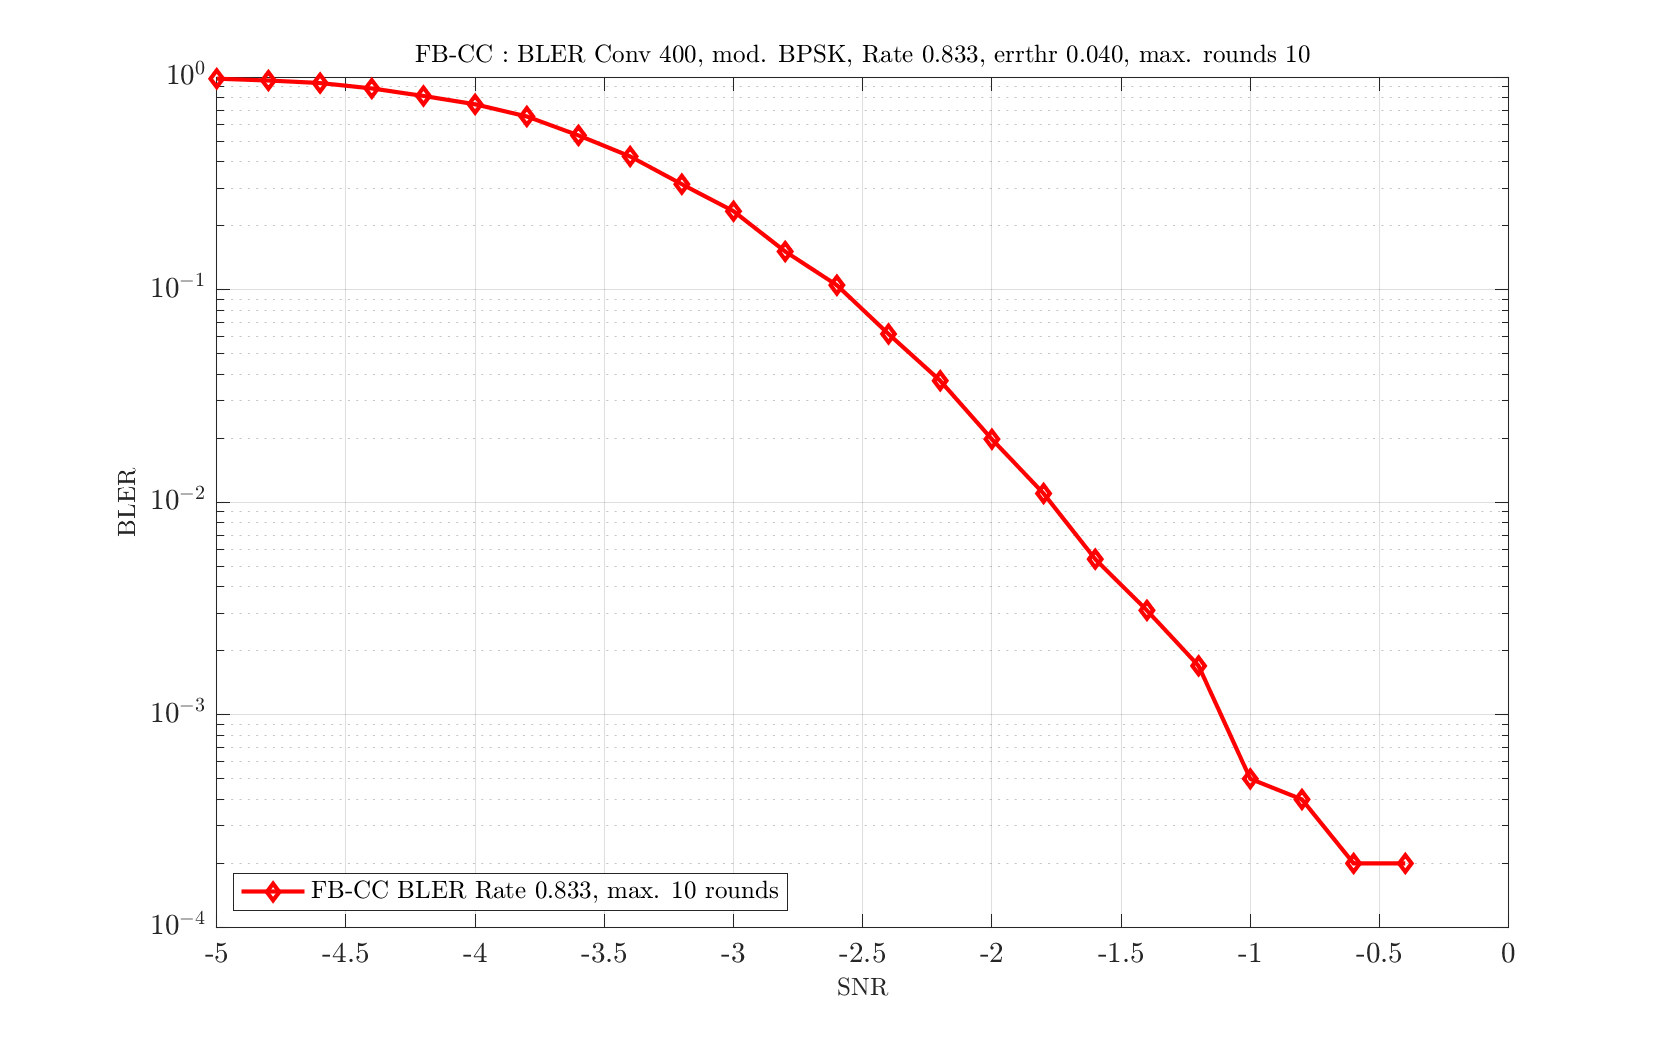 FB-CC : BLER Conv 400, mod. BPSK, Rate 0.833, errthr 0.040, max. rounds 10
10^0
10^{-1}
10^{-2}
10^{-3}
10^{-4}
BLER
FB-CC BLER Rate 0.833, max. 10 rounds
-5 -4.5 -4 -3.5 -3 -2.5 -2 -1.5 -1 -0.5 0
SNR